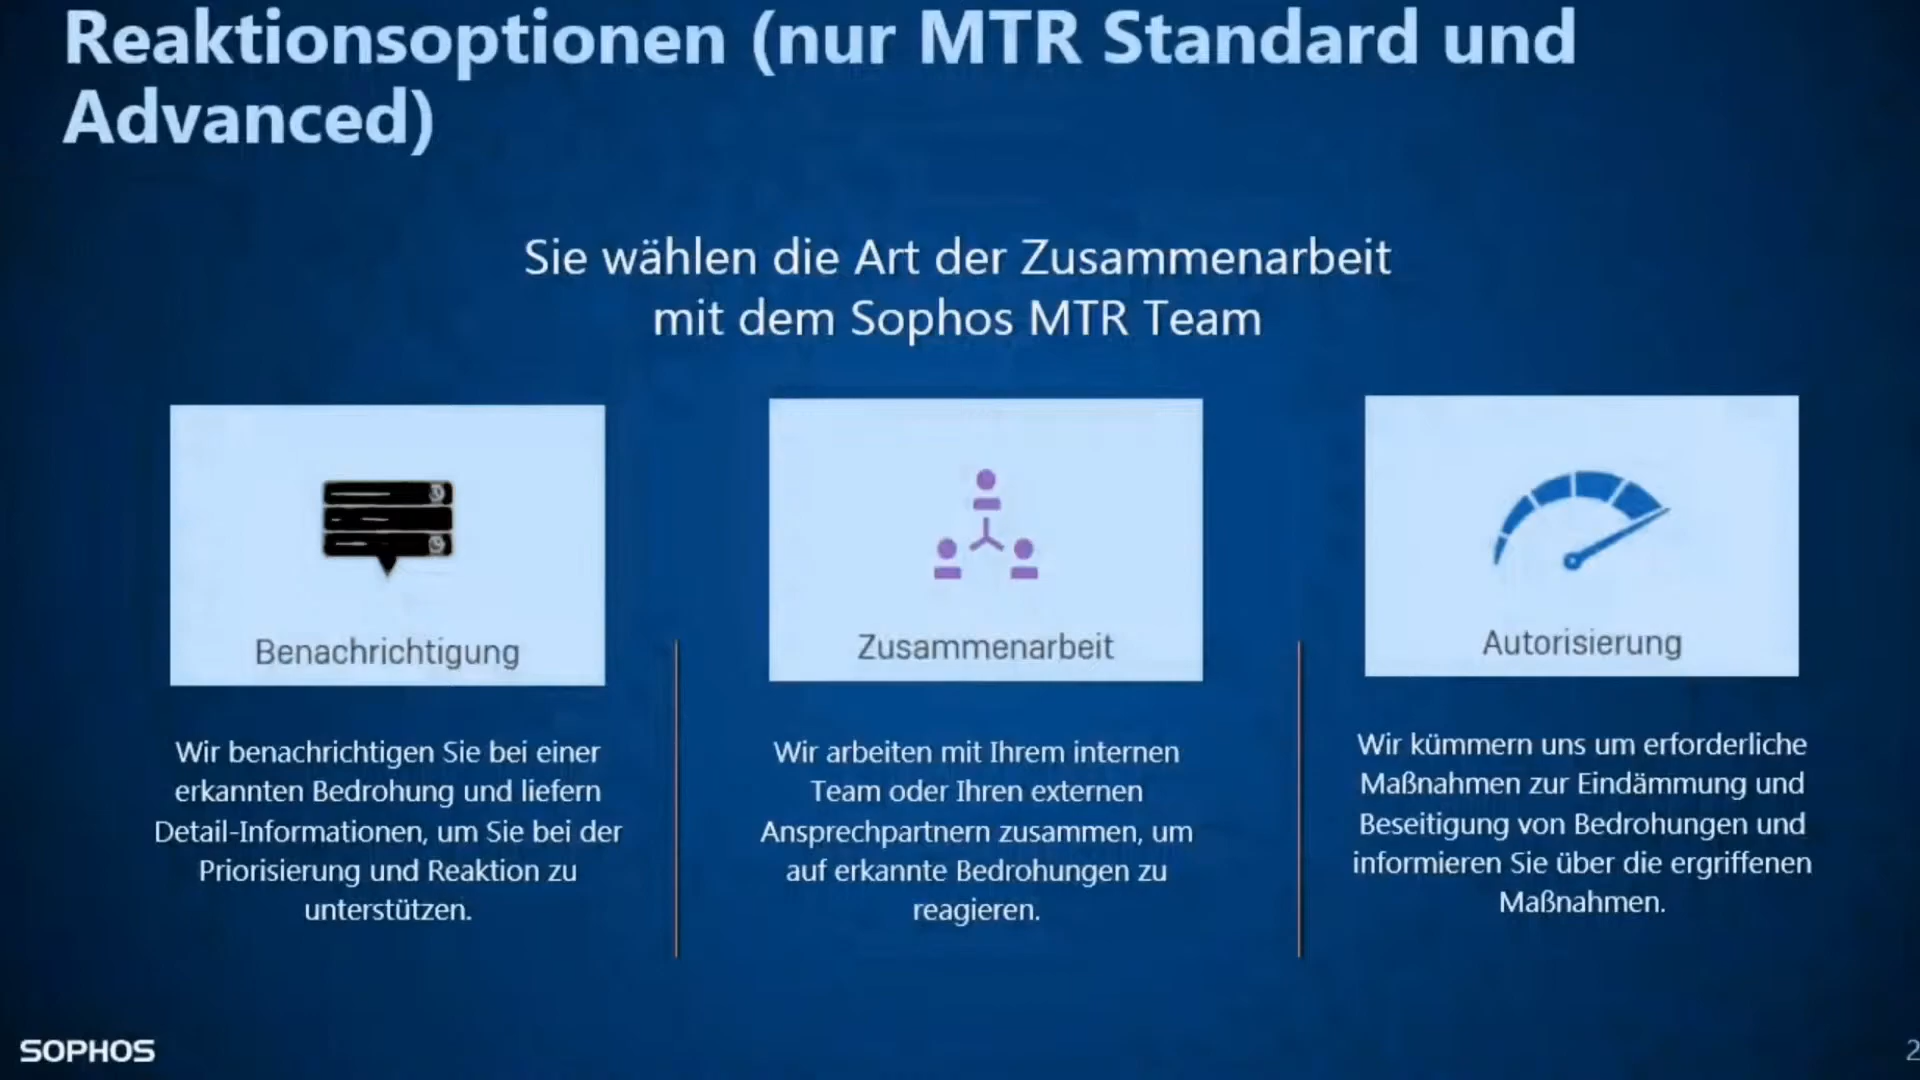 Reaktionsoptionen (nur MTR Standard und
Advanced)
Sie wählen die Art der Zusammenarbeit
mit dem Sophos MTR Team
Benachrichtigung
Wir benachrichtigen Sie bei einer
erkannten Bedrohung und liefern
Detail-Informationen, um Sie bei der
Priorisierung und Reaktion zu
unterstützen.
Zusammenarbeit
Wir arbeiten mit Ihrem internen
Team oder Ihren externen
Ansprechpartnern zusammen, um
auf erkannte Bedrohungen zu
reagieren.
Autorisierung
Wir kümmern uns um erforderliche
Maßnahmen zur Eindämmung und
Beseitigung von Bedrohungen und
informieren Sie über die ergriffenen
Maßnahmen.
SOPHOS
2